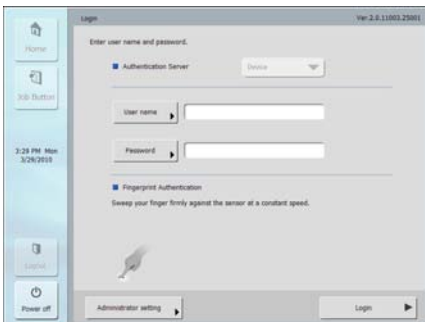 Login
Ver 2.0.11003.25001
Home
Job Button
3:29 PM Mon
3/29/2010
Logout
Power off
Enter user name and password.
Authentication Server
Device
User name
Password
Fingerprint Authentication
Sweep your finger firmly against the sensor at a constant speed.
Administrator setting
Login